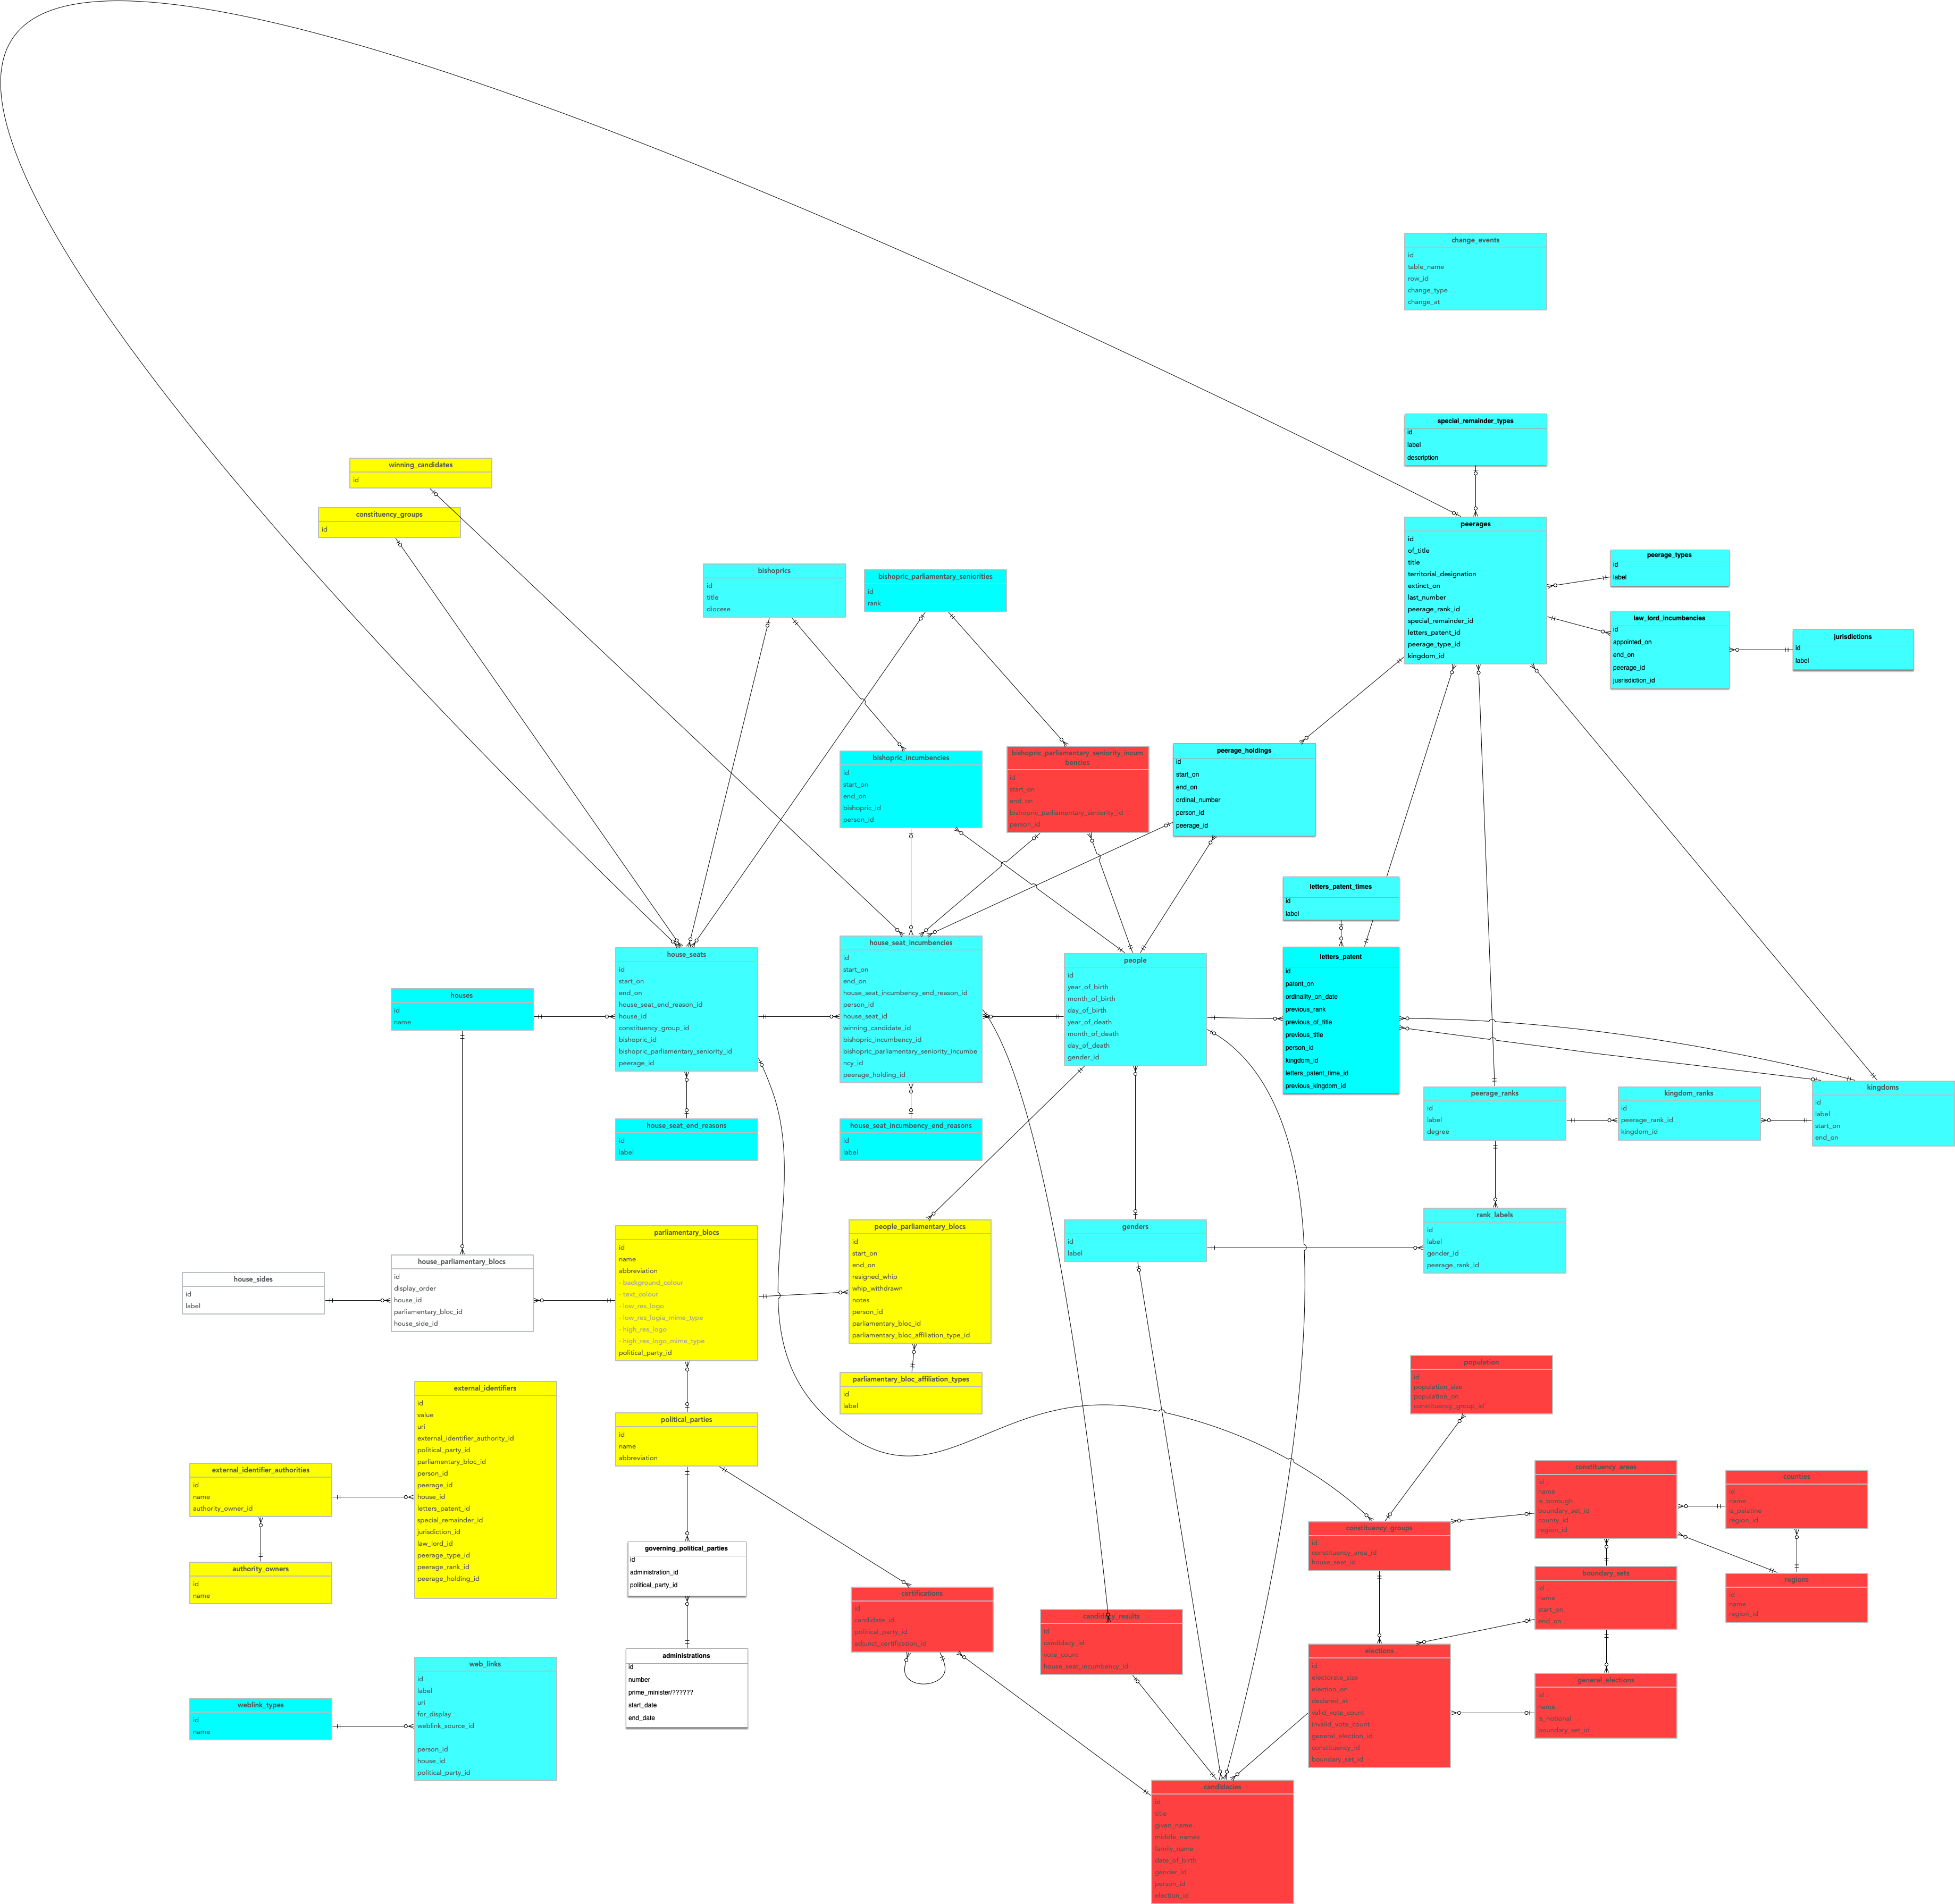 change_events
id
table_name
row_id
change_type
change_at
special_remainder_types
id
label
description
winning_candidates
id
constituency_groups
id
peerages
id
of_title
title
territorial_designation
extinct_on
last_number
peerage_rank_id
special_remainder_id
letters_patent_id
peerage_type_id
kingdom_id
peerage_types
id
label
law_lord_incumbencies
id
appointed_on
end_on
peerage_id
jusrisdiction_id
jurisdictions
id
label
bishoprics
id
title
diocese
bishopric_parliamentary_seniorities
id
rank
bishopric_incumbencies
id
start_on
end_on
bishopric_id
person_id
bishopric_parliamentary_seniority_incum
bencies
id
start_on
end_on
bishopric_parliamentary_seniority_id
person_id
peerage_holdings
id
start_on
end_on
ordinal_number
person_id
peerage_id
letters_patent_times
id
label
houses
id
name
house_seats
id
start_on
end_on
house_seat_end_reason_id
house_id
constituency_group_id
bishopric_id
bishopric_parliamentary_seniority_id
peerage_id
house_seat_incumbencies
id
start_on
end_on
house_seat_incumbency_end_reason_id
person_id
house_seat_id
winning_candidate_id
bishopric_incumbency_id
bishopric_parliamentary_seniority_incumbe
ncy_id
peerage_holding_id
people
id
year_of_birth
month_of_birth
day_of_birth
year_of_death
month_of_death
day_of_death
gender_id
letters_patent
id
patent_on
ordinality_on_date
previous_rank
previous_of_title
previous_title
person_id
kingdom_id
letters_patent_time_id
previous_kingdom_id
house_seat_end_reasons
id
label
house_seat_incumbency_end_reasons
id
label
peerage_ranks
id
label
degree
kingdom_ranks
id
peerage_rank_id
kingdom_id
kingdoms
id
label
start_on
end_on
house_sides
id
label
house_parliamentary_blocs
id
display_order
house_id
parliamentary_bloc_id
house_side_id
parliamentary_blocs
id
name
abbreviation
- background_colour
- text_colour
- low_res_logo
- low_res_logia_mime_type
- high_res_logo
- high_res_logo_mime_type
political_party_id
people_parliamentary_blocs
id
start_on
end_on
resigned_whip
whip_withdrawn
notes
person_id
parliamentary_bloc_id
parliamentary_bloc_affiliation_type_id
genders
id
label
rank_labels
id
label
gender_id
peerage_rank_id
parliamentary_bloc_affiliation_types
id
label
external_identifiers
id
value
uri
external_identifier_authority_id
political_party_id
parliamentary_bloc_id
person_id
peerage_id
house_id
letters_patent_id
special_remainder_id
jurisdiction_id
law_lord_id
peerage_type_id
peerage_rank_id
peerage_holding_id
external_identifier_authorities
id
name
authority_owner_id
authority_owners
id
name
political_parties
id
name
abbreviation
governing_political_parties
id
administration_id
political_party_id
administrations
id
number
prime_minister/??????
start_date
end_date
web_links
id
label
uri
for_display
weblink_source_id
person_id
house_id
political_party_id
weblink_types
id
name
population
id
population_size
population_on
constituency_group_id
constituency_areas
id
name
is_borough
boundary_set_id
county_id
region_id
counties
id
name
is_palatine
region_id
constituency_groups
id
constituency_area_id
house_seat_id
boundary_sets
id
name
start_on
end_on
regions
id
name
region_id
certifications
id
candidate_id
political_party_id
adjunct_certification_id
candidacy_results
id
candidacy_id
vote_count
house_seat_incumbency_id
elections
id
electorate_size
election_on
declared_at
valid_vote_count
invalid_vote_count
general_election_id
constituency_id
boundary_set_id
general_elections
id
name
is_notional
boundary_set_id
candidacies
id
title
given_name
middle_names
family_name
date_of_birth
gender_id
person_id
election_id